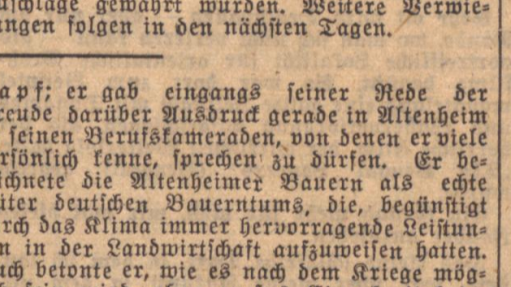 uschläge gewährt wurden. Weitere Verwie=
ungen folgen in den nächsten Tagen.
apf; er gab eingangs seiner Rede der
reude darüber Ausdruck gerade in Altenheim
seinen Berufskameraden, von denen er viele
ersönlich kenne, sprechen zu dürfen. Er be=
ichnete die Altenheimer Bauern als echte
iter deutschen Bauerntums, die, begünstigt
rch das Klima immer hervorragende Leistun=
n in der Landwirtschaft aufzuweisen hatten.
uch betonte er, wie es nach dem Kriege mög=